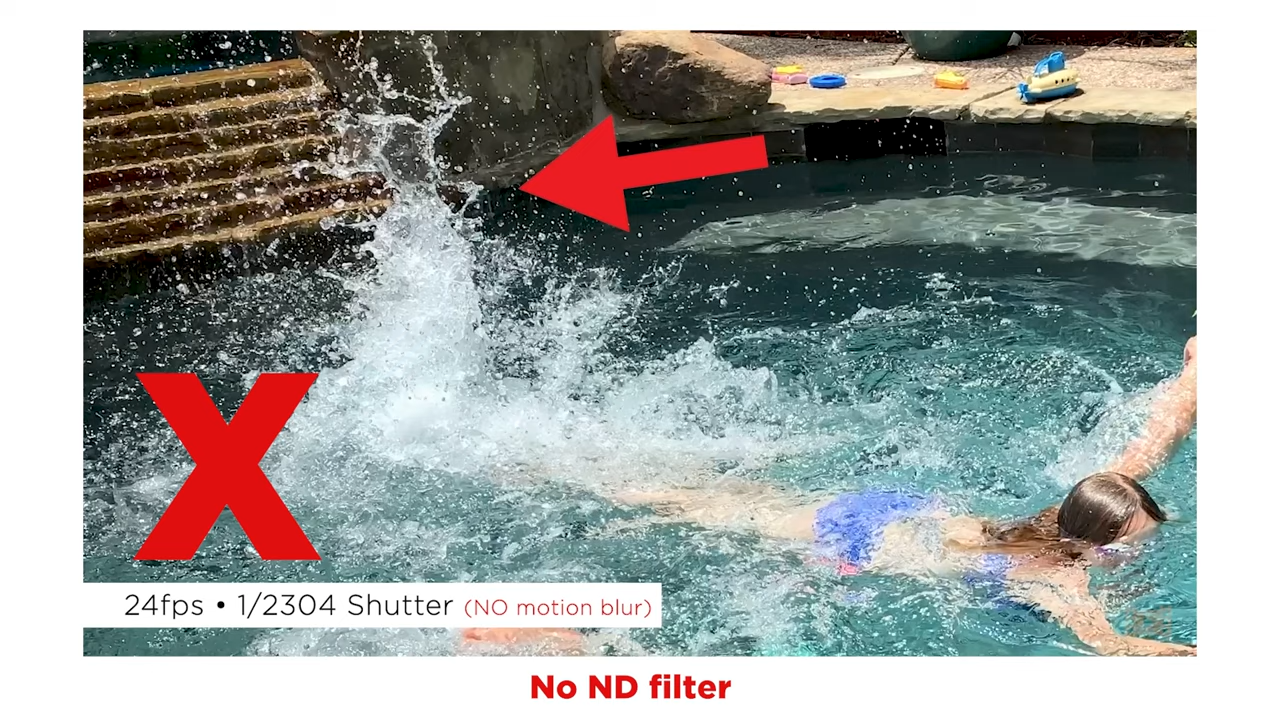 X
24fps • 1/2304 Shutter (NO motion blur)
No ND filter